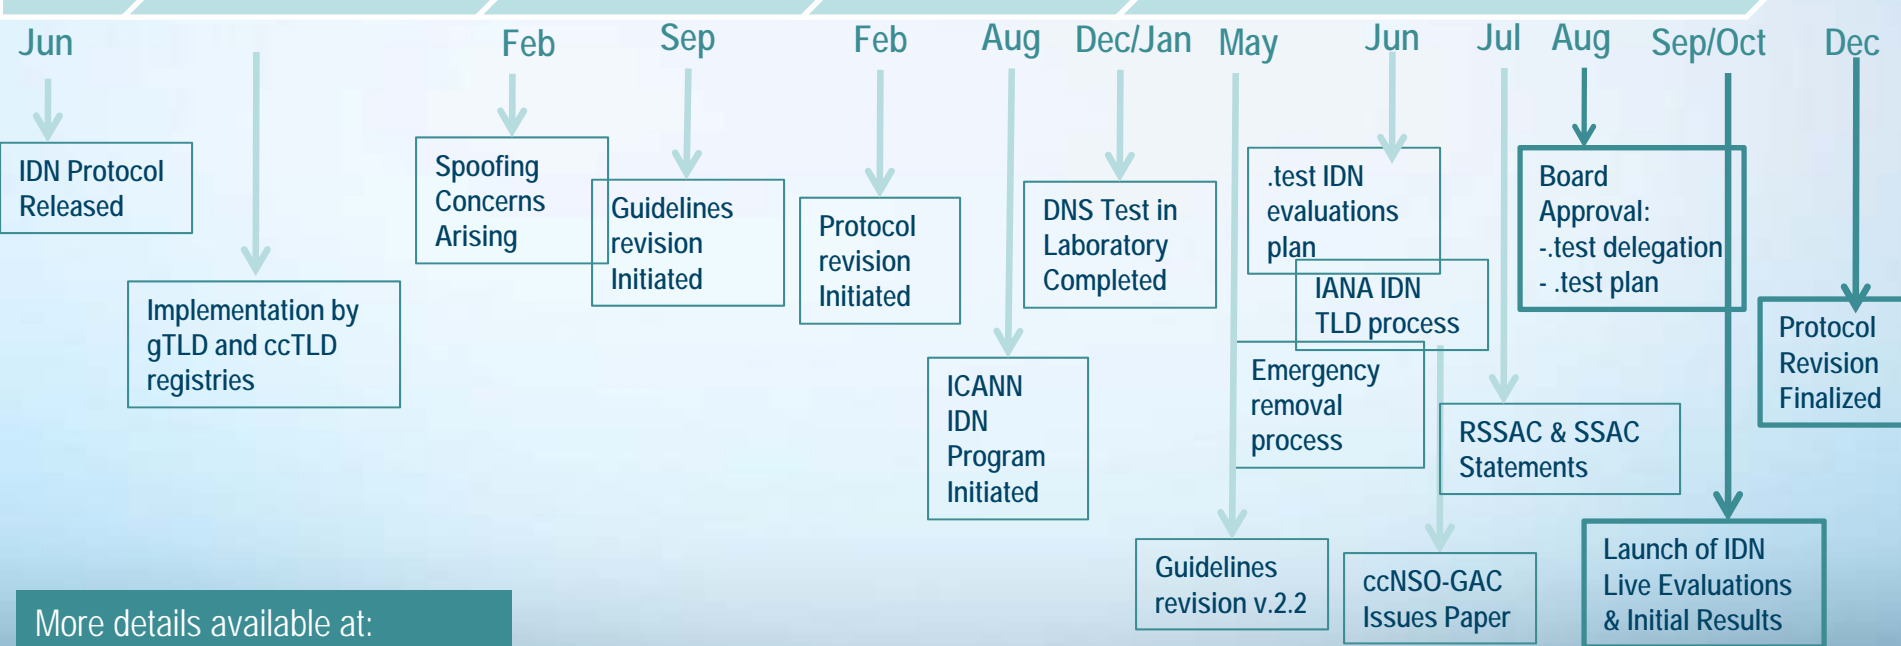 Jun
Feb
Sep
Feb
Aug
Dec/Jan
May
Jun
Jul
Aug
Sep/Oct
Dec
IDN Protocol
Released
Implementation by
gTLD and ccTLD
registries
Spoofing
Concerns
Arising
Guidelines
revision
Initiated
Protocol
revision
Initiated
ICANN
IDN
Program
Initiated
DNS Test in
Laboratory
Completed
Guidelines
revision v.2.2
.test IDN
evaluations
plan
IANA IDN
TLD process
Emergency
removal
process
ccNSO-GAC
Issues Paper
RSSAC & SSAC
Statements
Board
Approval:
-.test delegation
- .test plan
Launch of IDN
Live Evaluations
& Initial Results
Protocol
Revision
Finalized
More details available at: